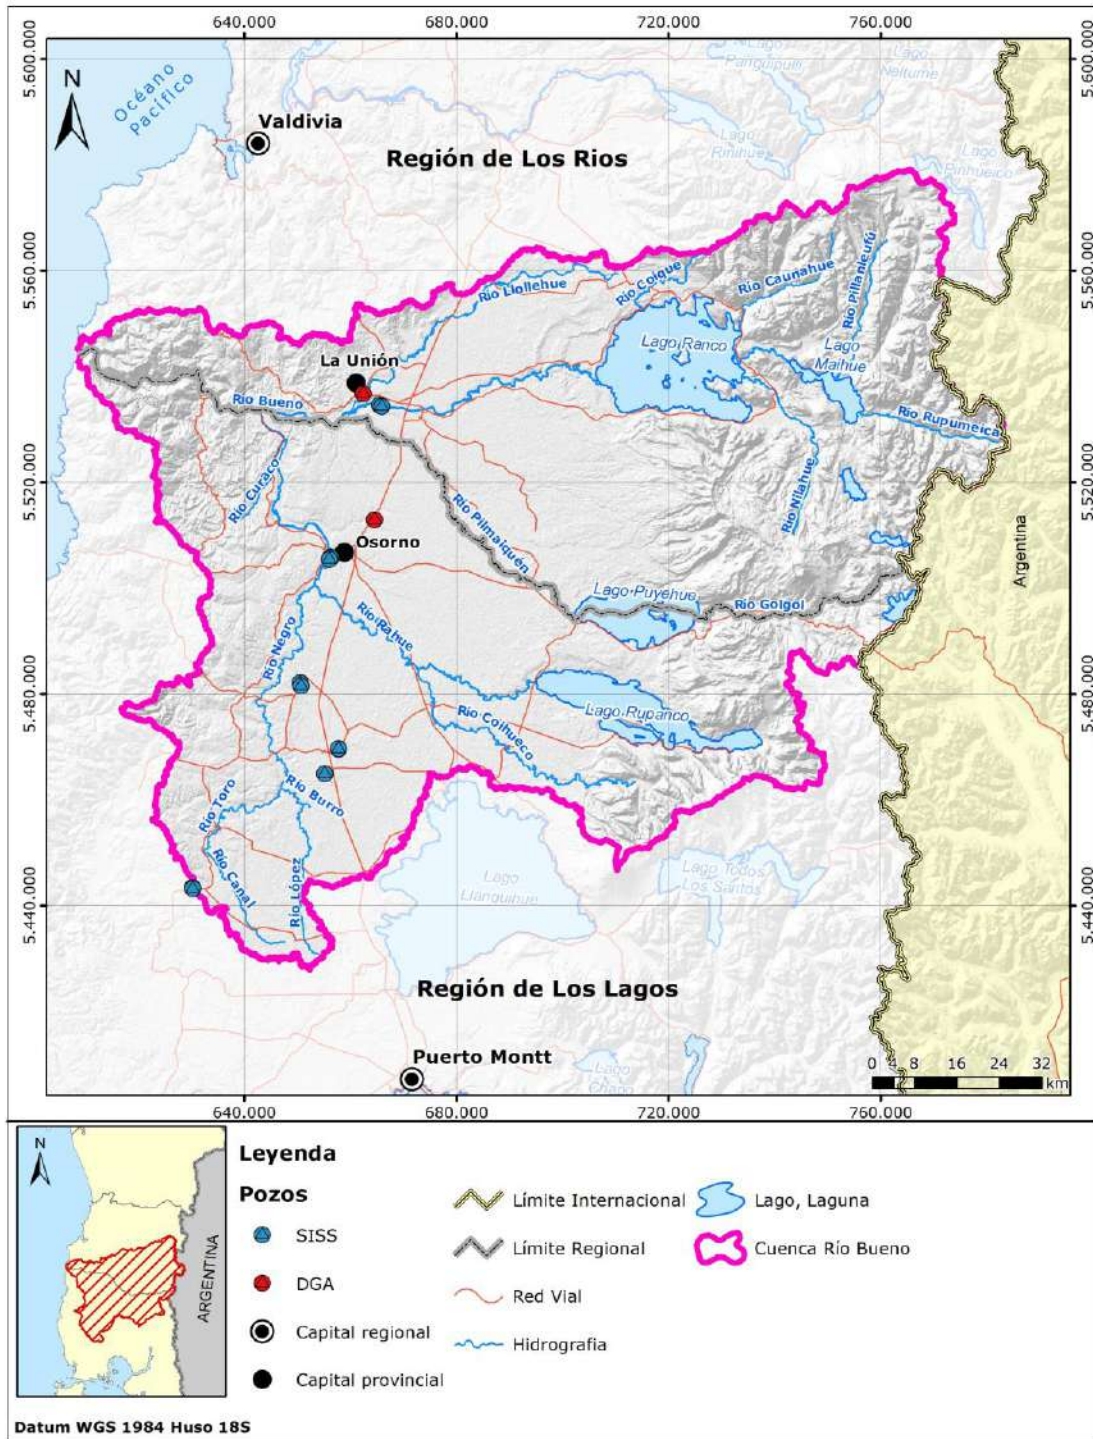 640.000
680.000
720.000
760.000
5.600.000
5.600.000
N
Océano
Pacífico
Lago
Panguipulli
Lago
Neltume
Valdivia
Región de Los Rios
Lago
Riñihue
Lago
Pirihueico
5.560.000
5.560.000
Río Llollehue
Río Coique
Río Caunahue
Río Pillanleufú
Lago Ranco
Lago
Maihue
La Unión
Río Bueno
Río Rupumeica
5.520.000
5.520.000
Río Curaco
Río Pilmaiquén
Río Nilahue
Osorno
Argentina
Lago Puyehue
Río Golgol
Río Negro
Río Rahue
5.480.000
5.480.000
Río Coihueco
Lago Rupanco
Río Toro
Río Burro
Río Canal
Río López
Lago
Llanquihue
Lago Todos
Los Santos
5.440.000
5.440.000
Región de Los Lagos
Puerto Montt
Lago
Chapo
0 4 8 16 24 32
km
640.000
680.000
720.000
760.000
N
ARGENTINA
Leyenda
Pozos
SISS
DGA
Capital regional
Capital provincial
Límite Internacional
Límite Regional
Red Vial
Hidrografia
Lago, Laguna
Cuenca Río Bueno
Datum WGS 1984 Huso 18S